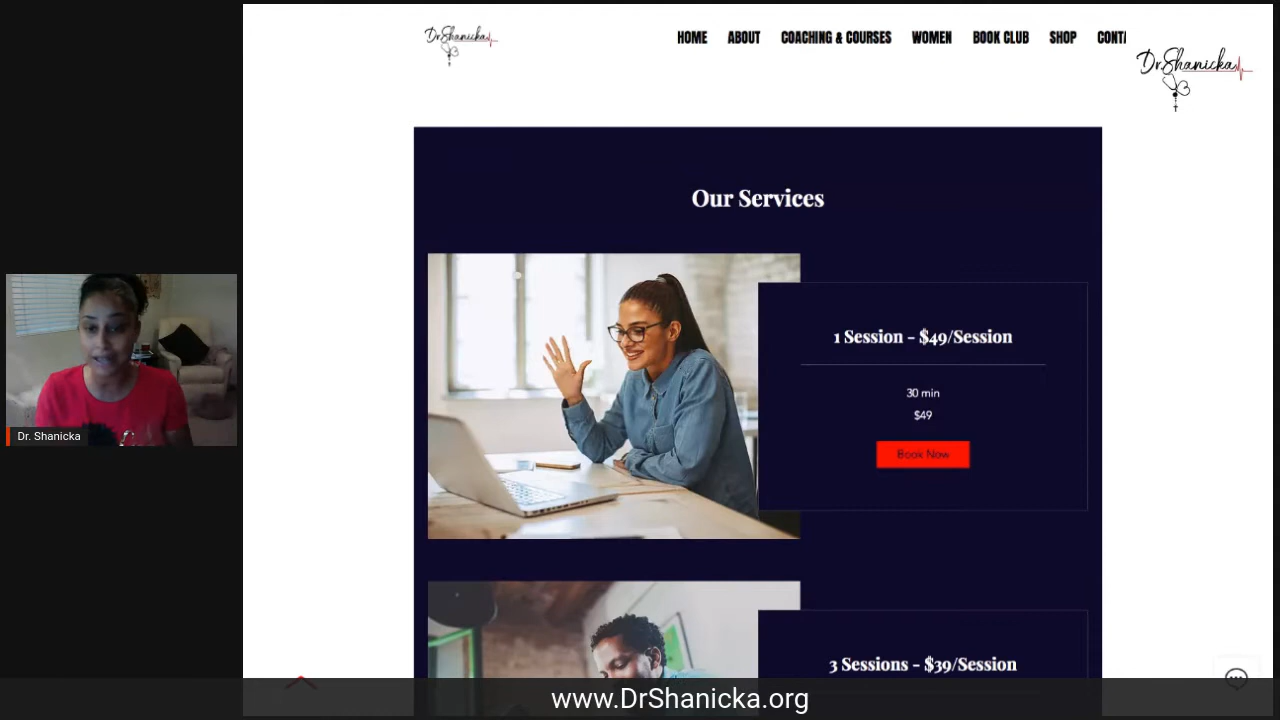 Dr.Shanicka
HOME ABOUT COACHING & COURSES WOMEN BOOK CLUB SHOP CONTA
Dr.Shanicka
Our Services
1 Session - $49/Session
30 min
$49
Book Now
Dr. Shanicka
3 Sessions - $39/Session
www.DrShanicka.org